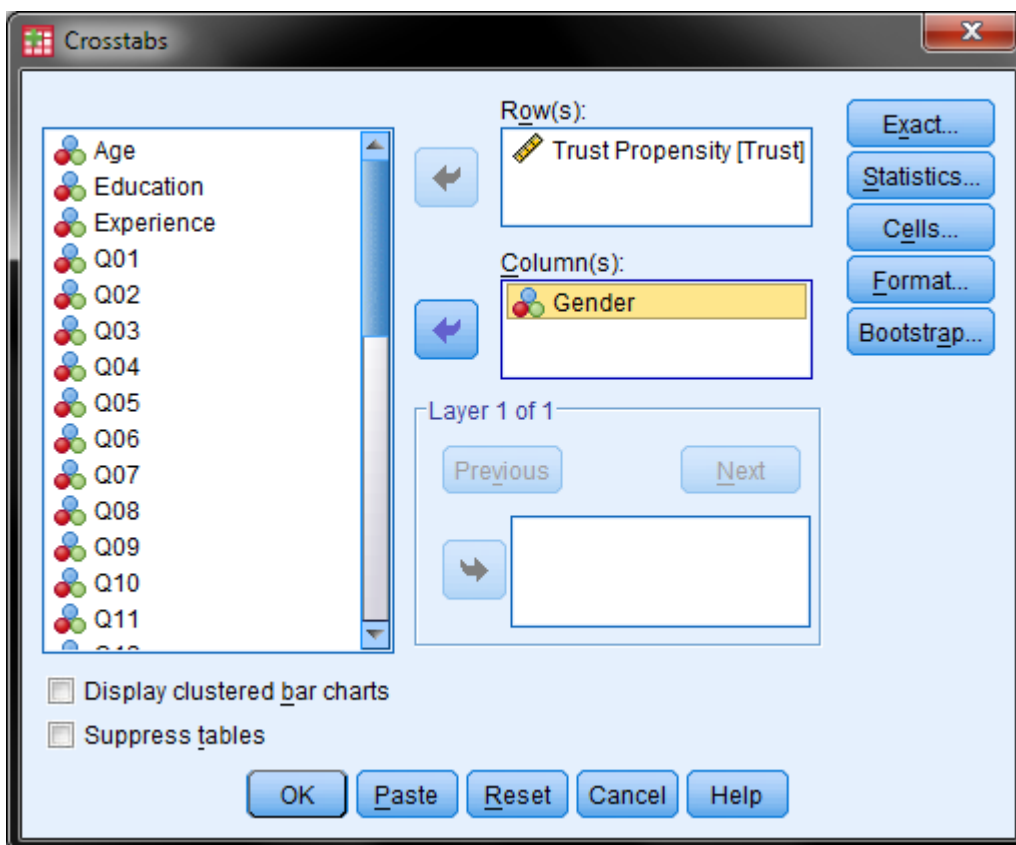 Crosstabs
Age
Education
Experience
Q01
Q02
Q03
Q04
Q05
Q06
Q07
Q08
Q09
Q10
Q11
Row(s):
Trust Propensity [Trust]
Column(s):
Gender
Layer 1 of 1
Previous
Next
Exact...
Statistics...
Cells...
Format...
Bootstrap...
Display clustered bar charts
Suppress tables
OK
Paste
Reset
Cancel
Help